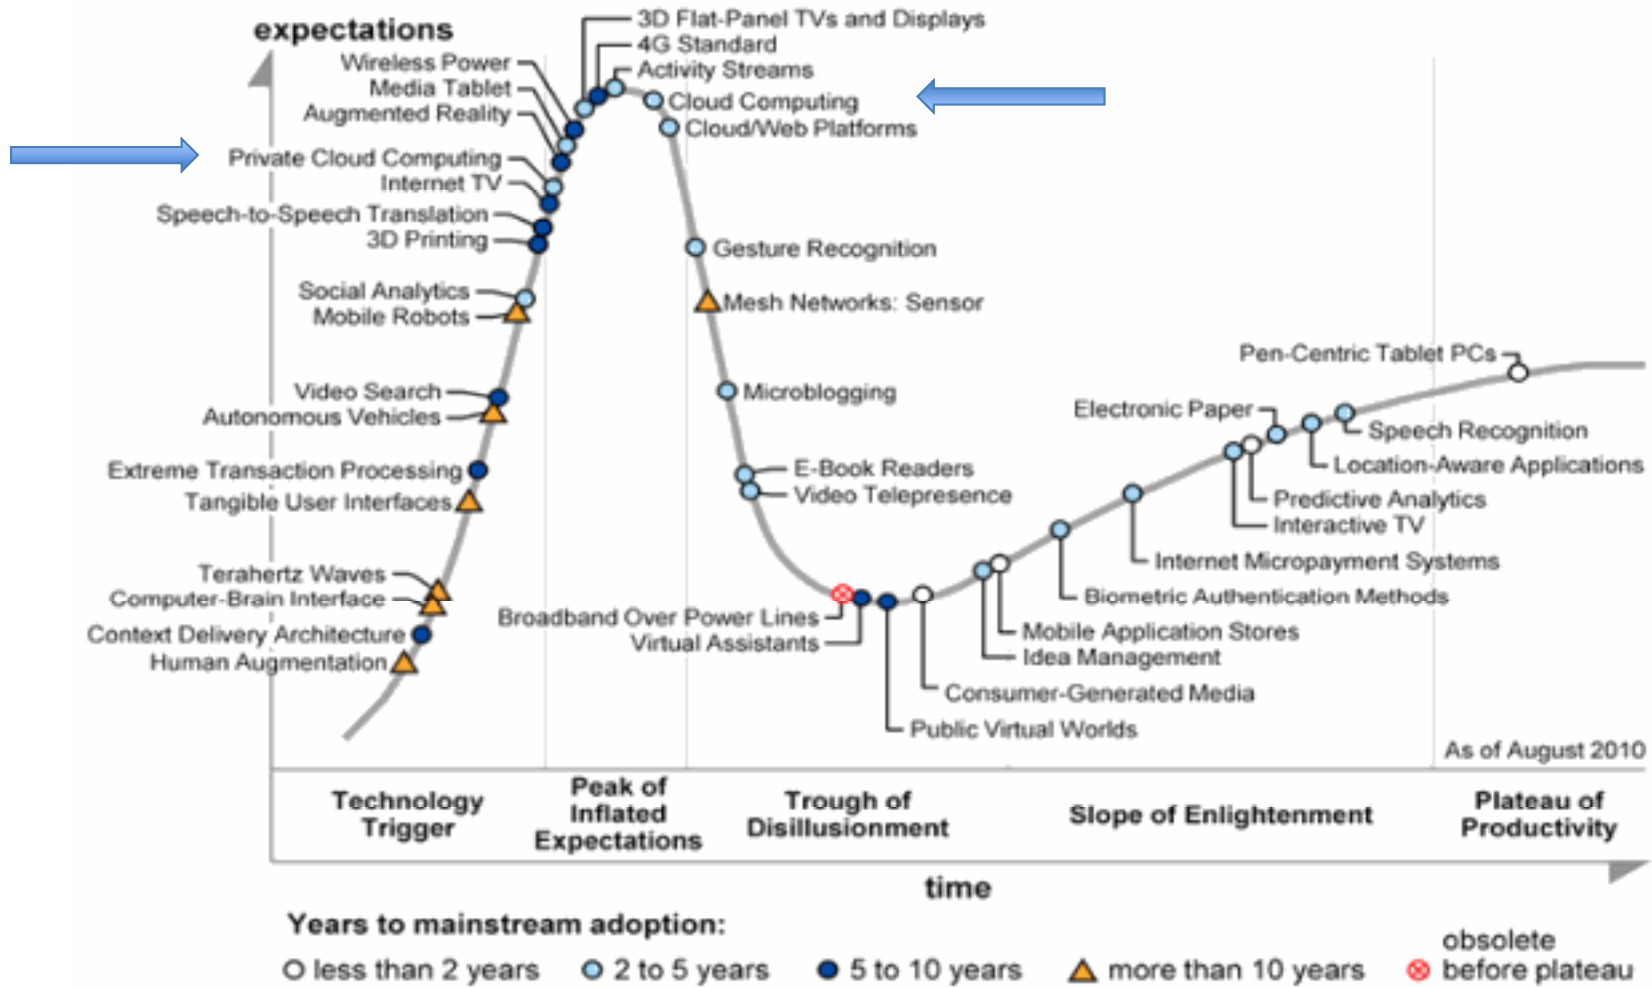 expectations
3D Flat-Panel TVs and Displays
4G Standard
Activity Streams
Wireless Power
Media Tablet
Augmented Reality
Cloud Computing
Cloud/Web Platforms
Private Cloud Computing
Internet TV
Speech-to-Speech Translation
3D Printing
Gesture Recognition
Social Analytics
Mobile Robots
Mesh Networks: Sensor
Pen-Centric Tablet PCs
Video Search
Autonomous Vehicles
Microblogging
Electronic Paper
Speech Recognition
Extreme Transaction Processing
Tangible User Interfaces
E-Book Readers
Video Telepresence
Location-Aware Applications
Predictive Analytics
Interactive TV
Internet Micropayment Systems
Terahertz Waves
Computer-Brain Interface
Biometric Authentication Methods
Broadband Over Power Lines
Virtual Assistants
Mobile Application Stores
Idea Management
Context Delivery Architecture
Human Augmentation
Consumer-Generated Media
Public Virtual Worlds
As of August 2010
Technology
Trigger
Peak of
Inflated
Expectations
Trough of
Disillusionment
Slope of Enlightenment
Plateau of
Productivity
time
Years to mainstream adoption:
less than 2 years
2 to 5 years
5 to 10 years
more than 10 years
obsolete
before plateau